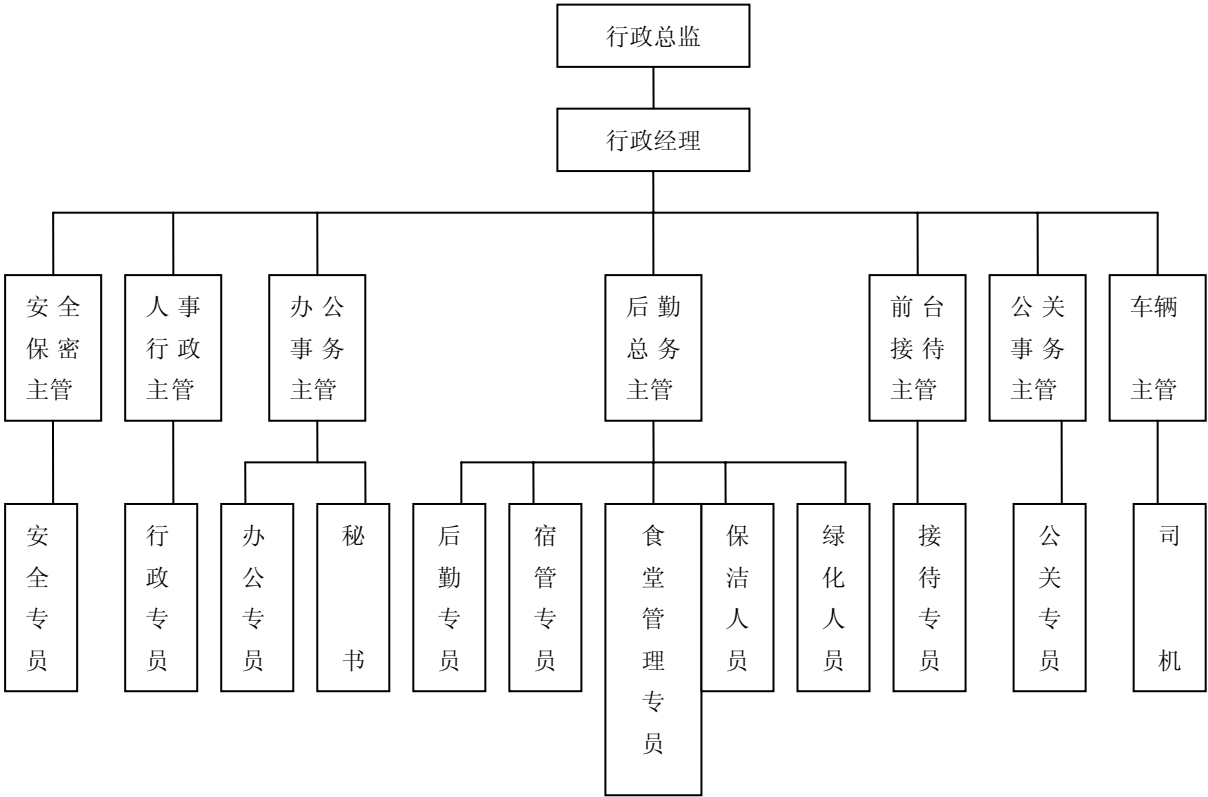 行政总监
行政经理
安全
保密
主管
人事
行政
主管
办公
事务
主管
后勤
总务
主管
前台
接待
主管
公关
事务
主管
车辆
主管
安全专员
行政专员
办公专员
秘书
后勤专员
宿管专员
食堂管理专员
保洁人员
绿化人员
接待专员
公关专员
司机